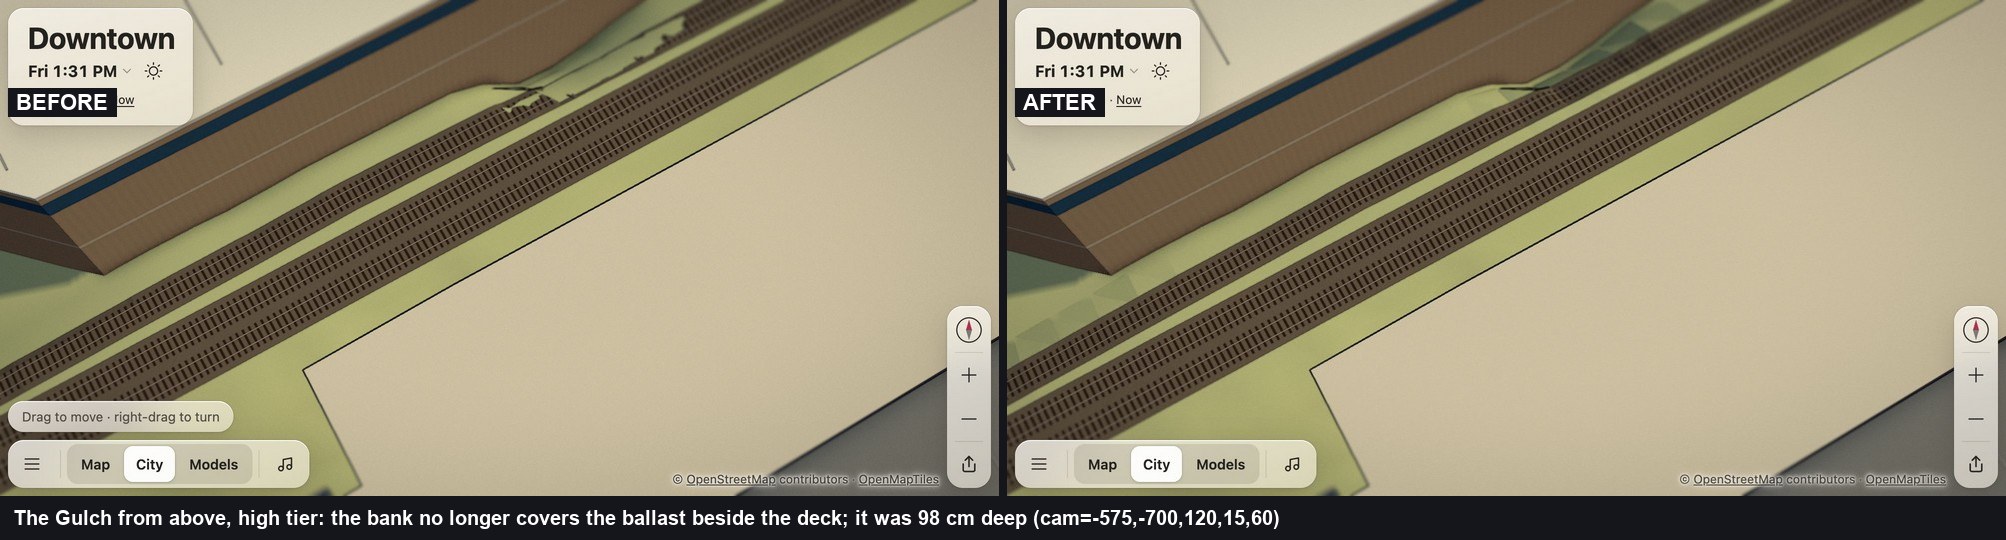 Downtown
Fri 1:31 PM
BEFORE
ow
Drag to move · right-drag to turn
Map City Models
© OpenStreetMap contributors OpenMapTiles
Downtown
Fri 1:31 PM
AFTER · Now
Map City Models
© OpenStreetMap contributors OpenMapTiles
The Gulch from above, high tier: the bank no longer covers the ballast beside the deck; it was 98 cm deep (cam=-575,-700,120,15,60)